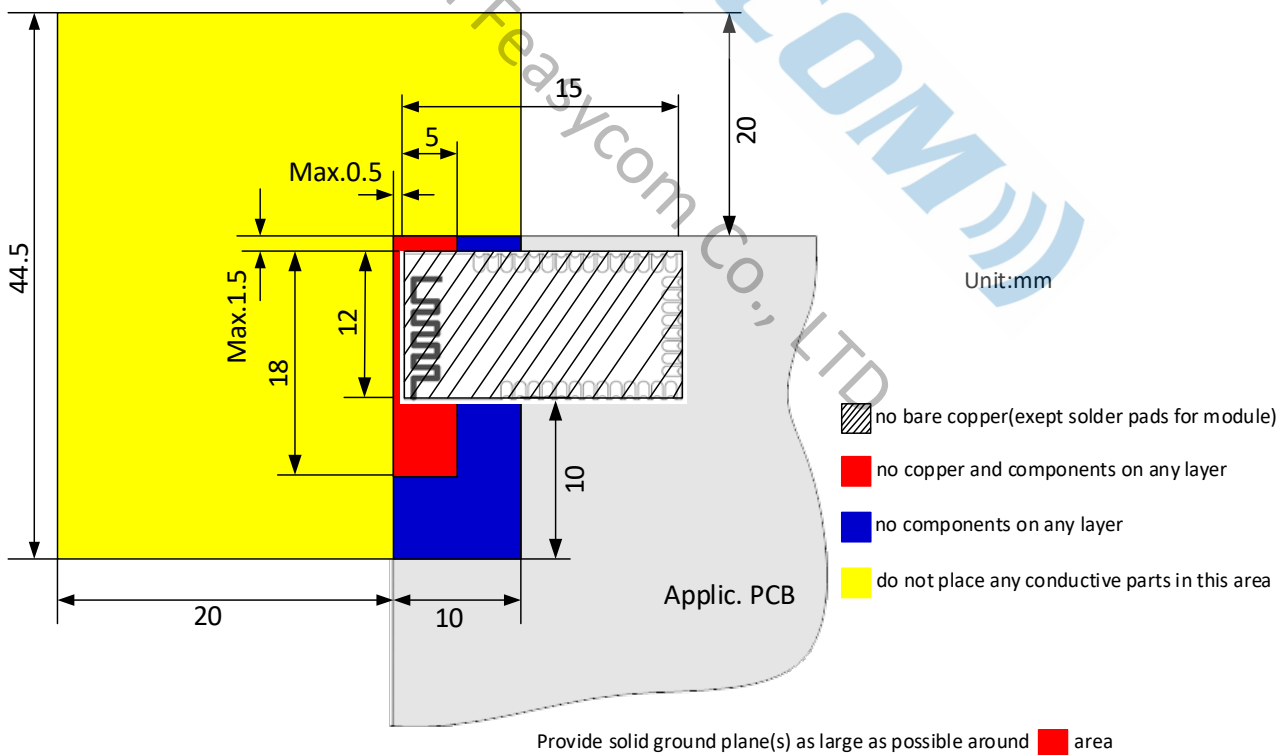 COM
Feasycom Co., LTD
15
20
5
Max.0.5
44.5
Max.1.5
18
12
Unit:mm
10
no bare copper(exept solder pads for module)
no copper and components on any layer
no components on any layer
do not place any conductive parts in this area
Applic. PCB
20
10
Provide solid ground plane(s) as large as possible around area